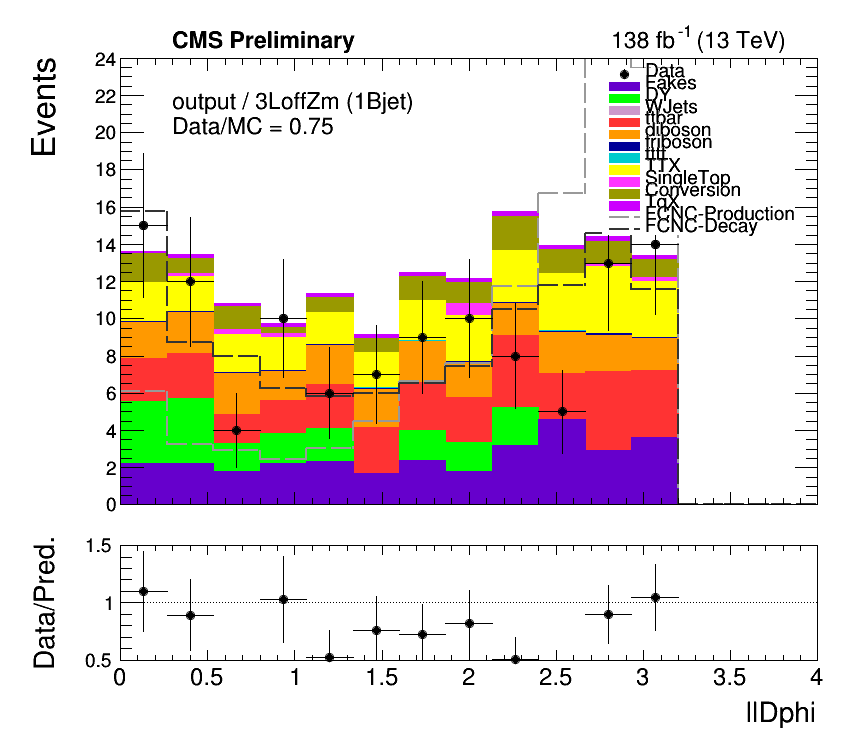 CMS Preliminary
138 fb-1 (13 TeV)
Events
output / 3LoffZm (1Bjet)
Data/MC = 0.75
Data
Fakes
DY
WJets
ttbar
diboson
triboson
tttt
TTX
SingleTop
Conversion
TqX
FCNC-Production
FCNC-Decay
24
22
20
18
16
14
12
10
8
6
4
2
0
Data/Pred.
1.5
1
0.5
0 0.5 1 1.5 2 2.5 3 3.5 4
llDphi